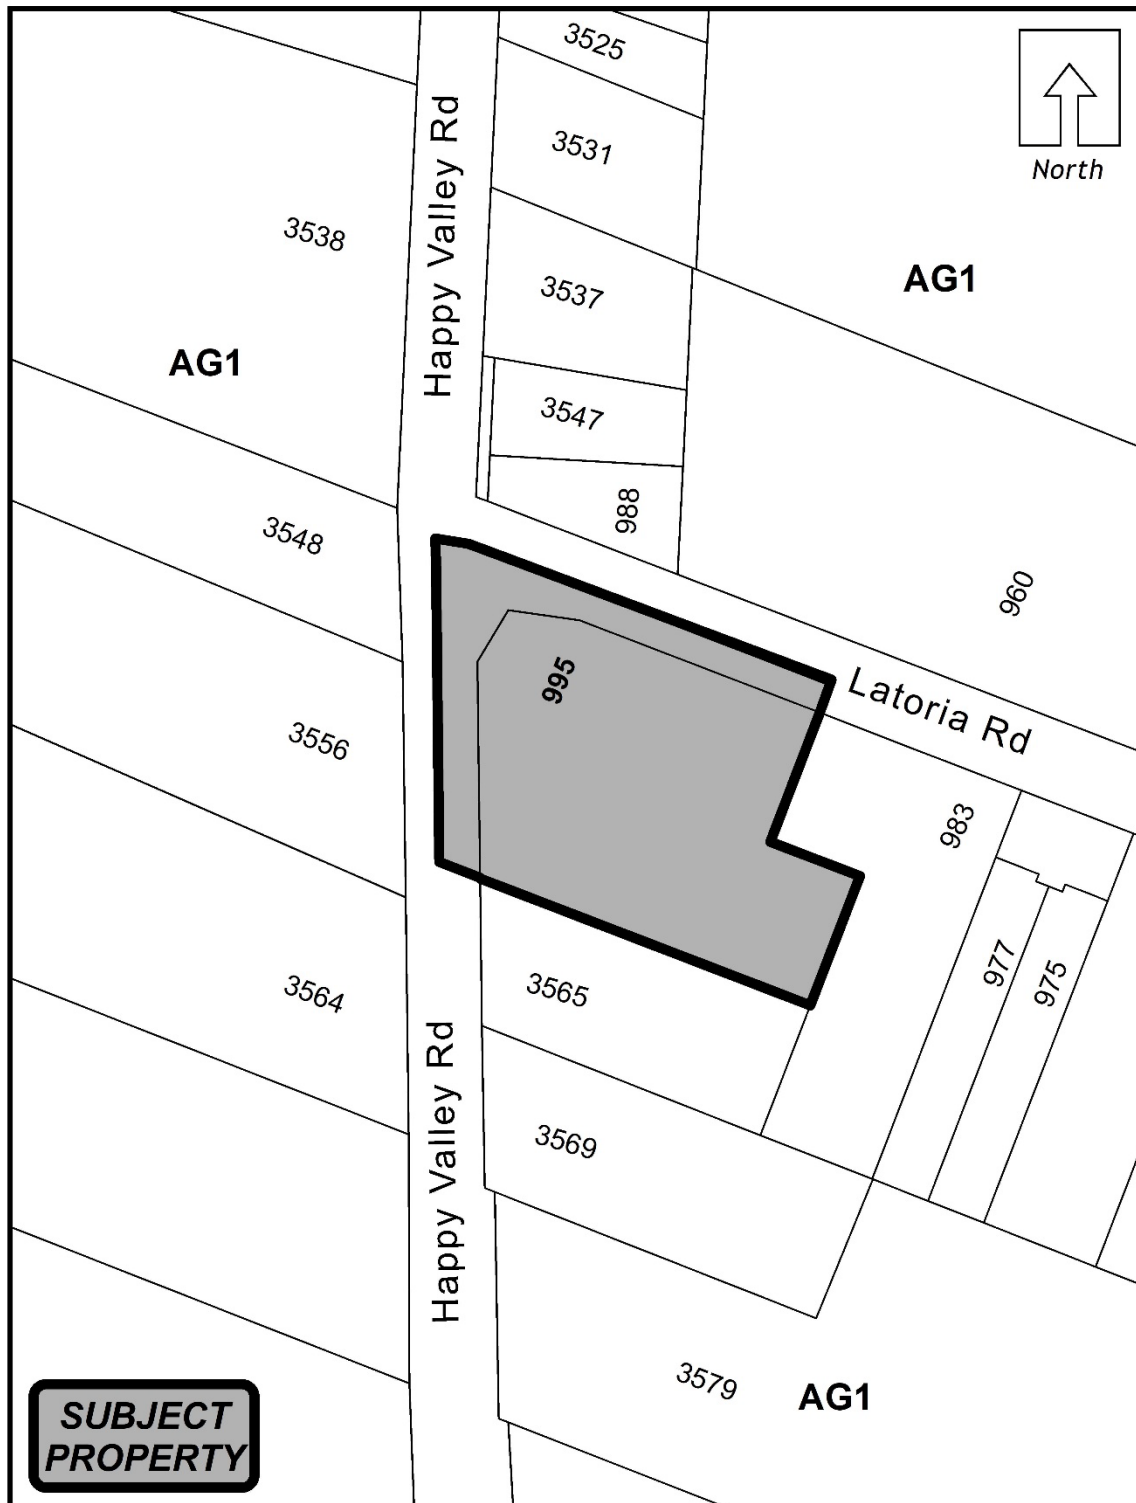 3525
3531
North
Happy Valley Rd
3538
AG1
3537
AG1
3547
988
3548
960
995
Latoria Rd
3556
983
977
975
3565
3564
Happy Valley Rd
3569
3579
AG1
SUBJECT
PROPERTY